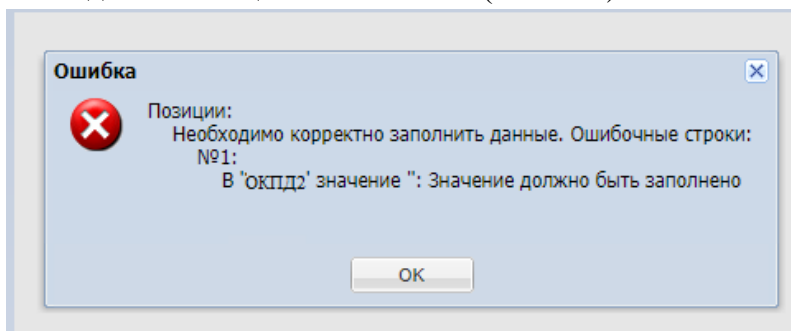 Ошибка
Позиции:
Необходимо корректно заполнить данные. Ошибочные строки:
№1:
В 'ОКПД2' значение '': Значение должно быть заполнено
OK